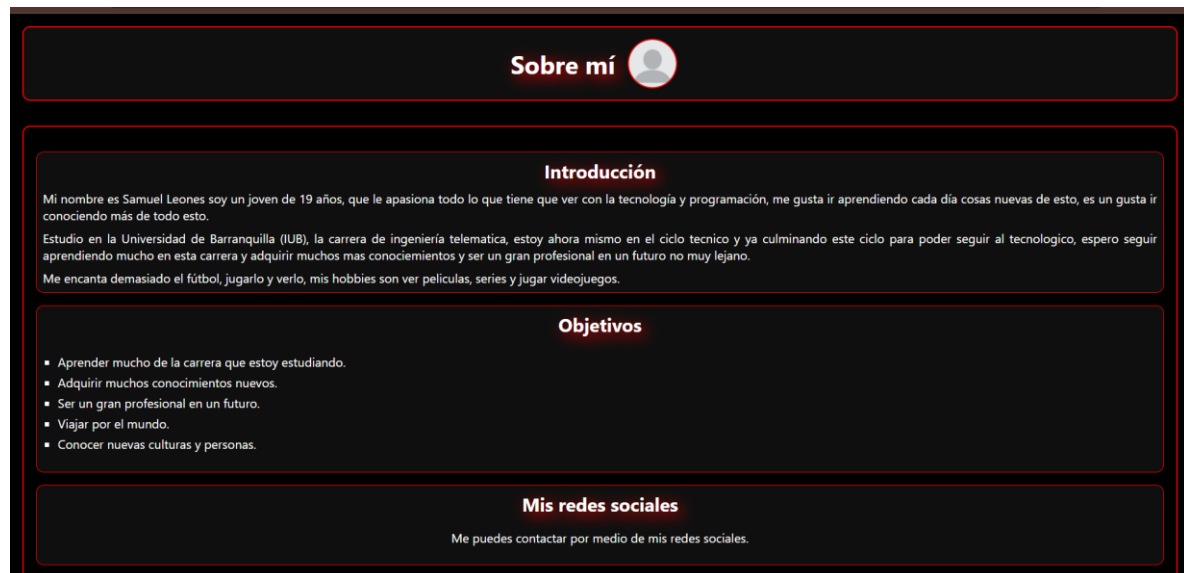 Sobre mí
Introducción
Mi nombre es Samuel Leones soy un joven de 19 años, que le apasiona todo lo que tiene que ver con la tecnología y programación, me gusta ir aprendiendo cada día cosas nuevas de esto, es un gusta ir
conociendo más de todo esto.
Estudio en la Universidad de Barranquilla (IUB), la carrera de ingeniería telematica, estoy ahora mismo en el ciclo tecnico y ya culminando este ciclo para poder seguir al tecnologico, espero seguir
aprendiendo mucho en esta carrera y adquirir muchos mas conociemientos y ser un gran profesional en un futuro no muy lejano.
Me encanta demasiado el fútbol, jugarlo y verlo, mis hobbies son ver peliculas, series y jugar videojuegos.
Objetivos
▪ Aprender mucho de la carrera que estoy estudiando.
▪ Adquirir muchos conocimientos nuevos.
▪ Ser un gran profesional en un futuro.
▪ Viajar por el mundo.
▪ Conocer nuevas culturas y personas.
Mis redes sociales
Me puedes contactar por medio de mis redes sociales.